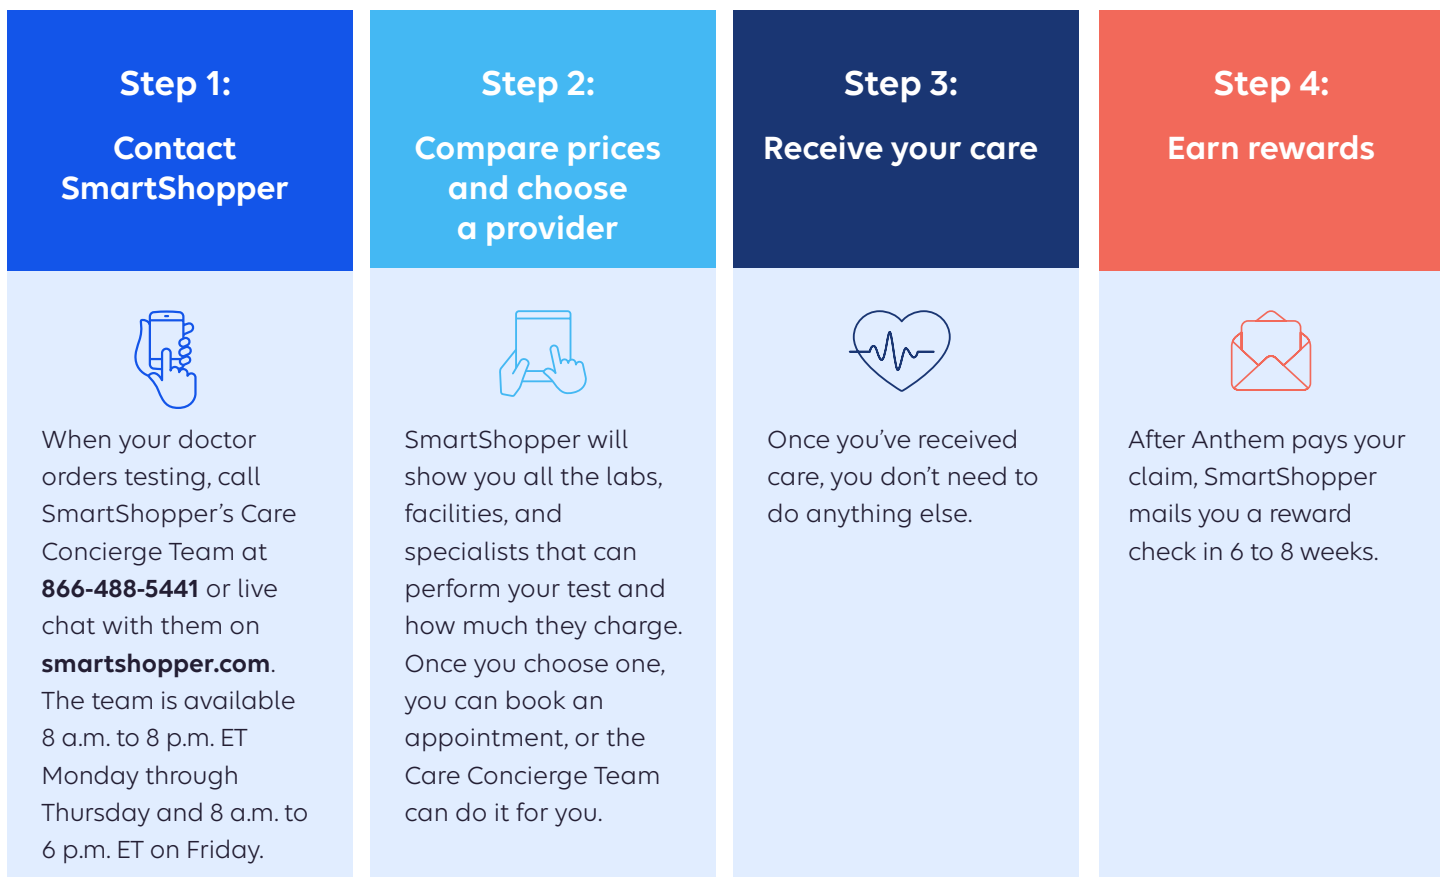 Step 1:
Contact
SmartShopper
When your doctor
orders testing, call
SmartShopper’s Care
Concierge Team at
866-488-5441 or live
chat with them on
smartshopper.com.
The team is available
8 a.m. to 8 p.m. ET
Monday through
Thursday and 8 a.m. to
6 p.m. ET on Friday.
Step 2:
Compare prices
and choose
a provider
SmartShopper will
show you all the labs,
facilities, and
specialists that can
perform your test and
how much they charge.
Once you choose one,
you can book an
appointment, or the
Care Concierge Team
can do it for you.
Step 3:
Receive your care
Once you’ve received
care, you don’t need to
do anything else.
Step 4:
Earn rewards
After Anthem pays your
claim, SmartShopper
mails you a reward
check in 6 to 8 weeks.